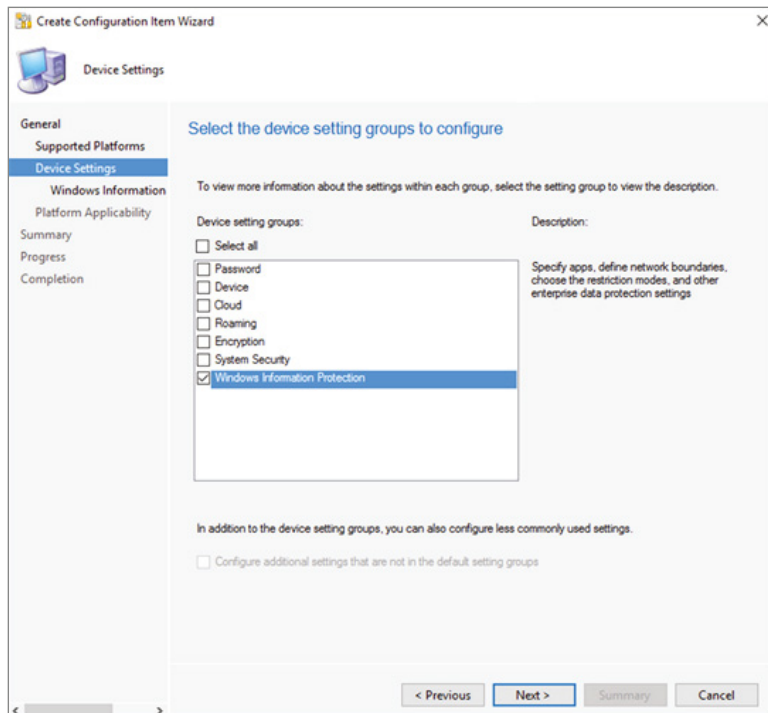 Create Configuration Item Wizard
Device Settings
General
Supported Platforms
Device Settings
Windows Information
Platform Applicability
Summary
Progress
Completion
Select the device setting groups to configure
To view more information about the settings within each group, select the setting group to view the description.
Device setting groups:
Select all
Password
Device
Cloud
Roaming
Encryption
System Security
Windows Information Protection
Description:
Specify apps, define network boundaries,
choose the restriction modes, and other
enterprise data protection settings
In addition to the device setting groups, you can also configure less commonly used settings.
Configure additional settings that are not in the default setting groups
< Previous
Next >
Summary
Cancel